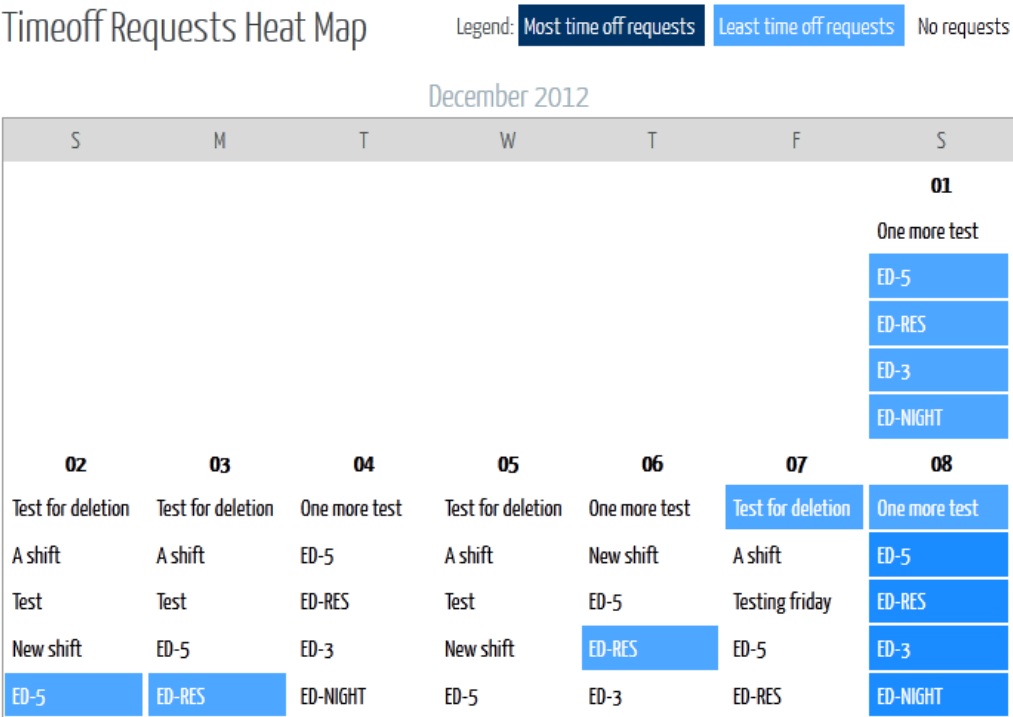 Timeoff Requests Heat Map
Legend: Most time off requests Least time off requests No requests
December 2012
S M T W T F S
01
One more test
ED-5
ED-RES
ED-3
ED-NIGHT
02 03 04 05 06 07 08
Test for deletion Test for deletion One more test Test for deletion One more test Test for deletion One more test
A shift A shift ED-5 A shift New shift A shift ED-5
Test Test ED-RES Test ED-5 Testing friday ED-RES
New shift ED-5 ED-3 New shift ED-RES ED-5 ED-3
ED-5 ED-RES ED-NIGHT ED-5 ED-3 ED-RES ED-NIGHT